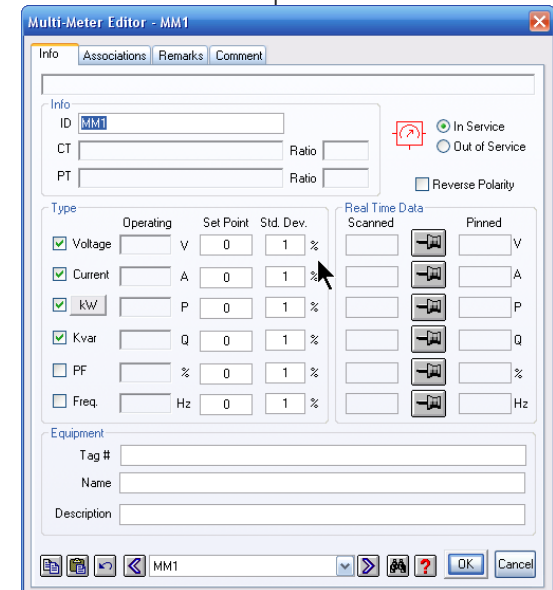 Multi-Meter Editor - MM1
Info Associations Remarks Comment
Info
ID MM1
CT Ratio
PT Ratio
In Service
Out of Service
Reverse Polarity
Type
Operating Set Point Std. Dev.
Voltage V 0 1 %
Current A 0 1 %
kW P 0 1 %
Kvar Q 0 1 %
PF % 0 1 %
Freq. Hz 0 1 %
Real Time Data
Scanned Pinned
V
A
P
Q
%
Hz
Equipment
Tag #
Name
Description
MM1 ? OK Cancel